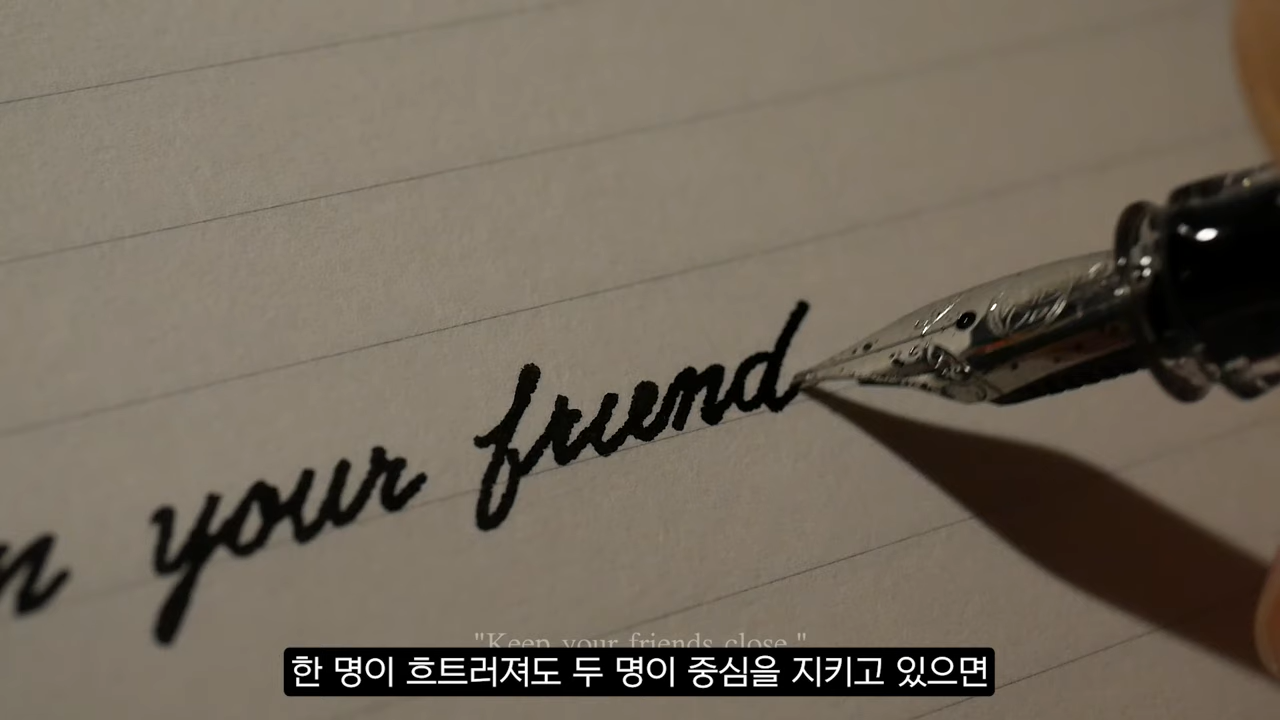 your friend
"Keep your friends close."
한 명이 흐트러져도 두 명이 중심을 지키고 있으면